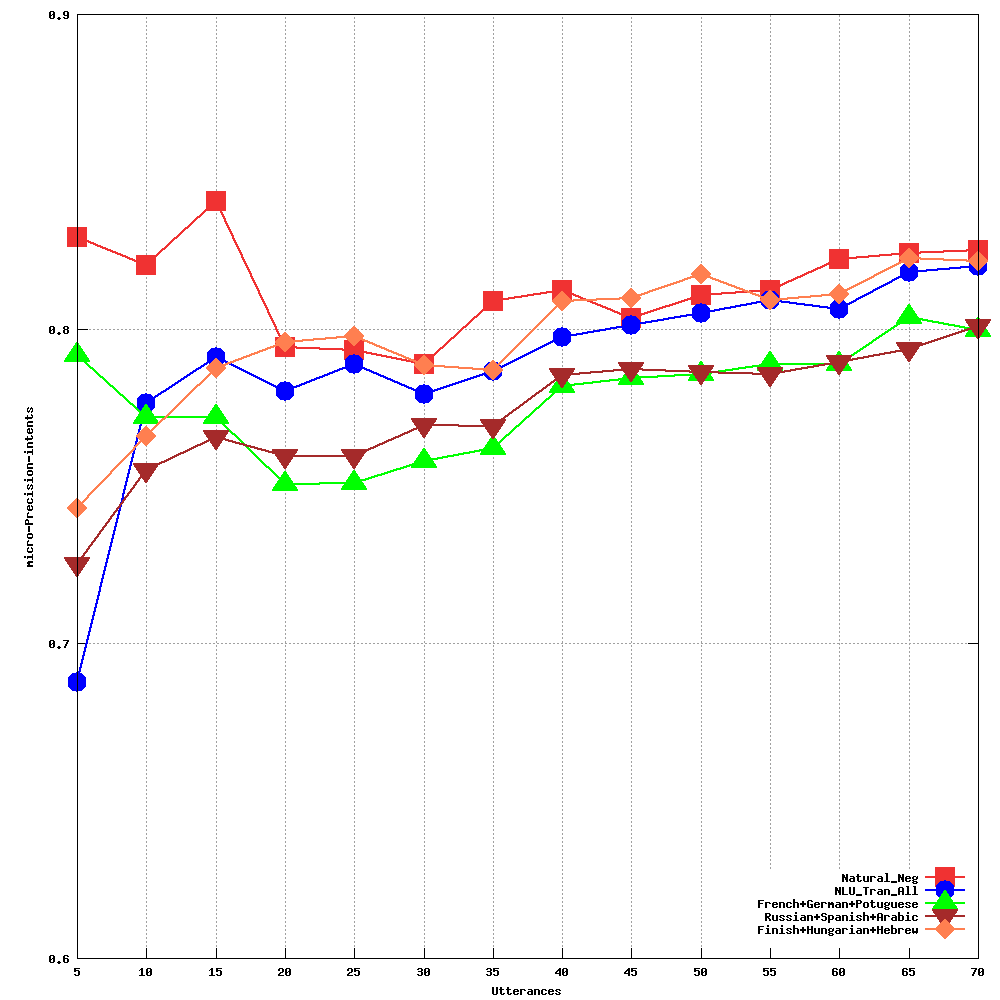 0.9
0.8
0.7
0.6
micro-Precision-intents
5 10 15 20 25 30 35 40 45 50 55 60 65 70
Utterances
Natural_Neg
NLU_Tran_All
French+German+Potuguese
Russian+Spanish+Arabic
Finish+Hungarian+Hebrew